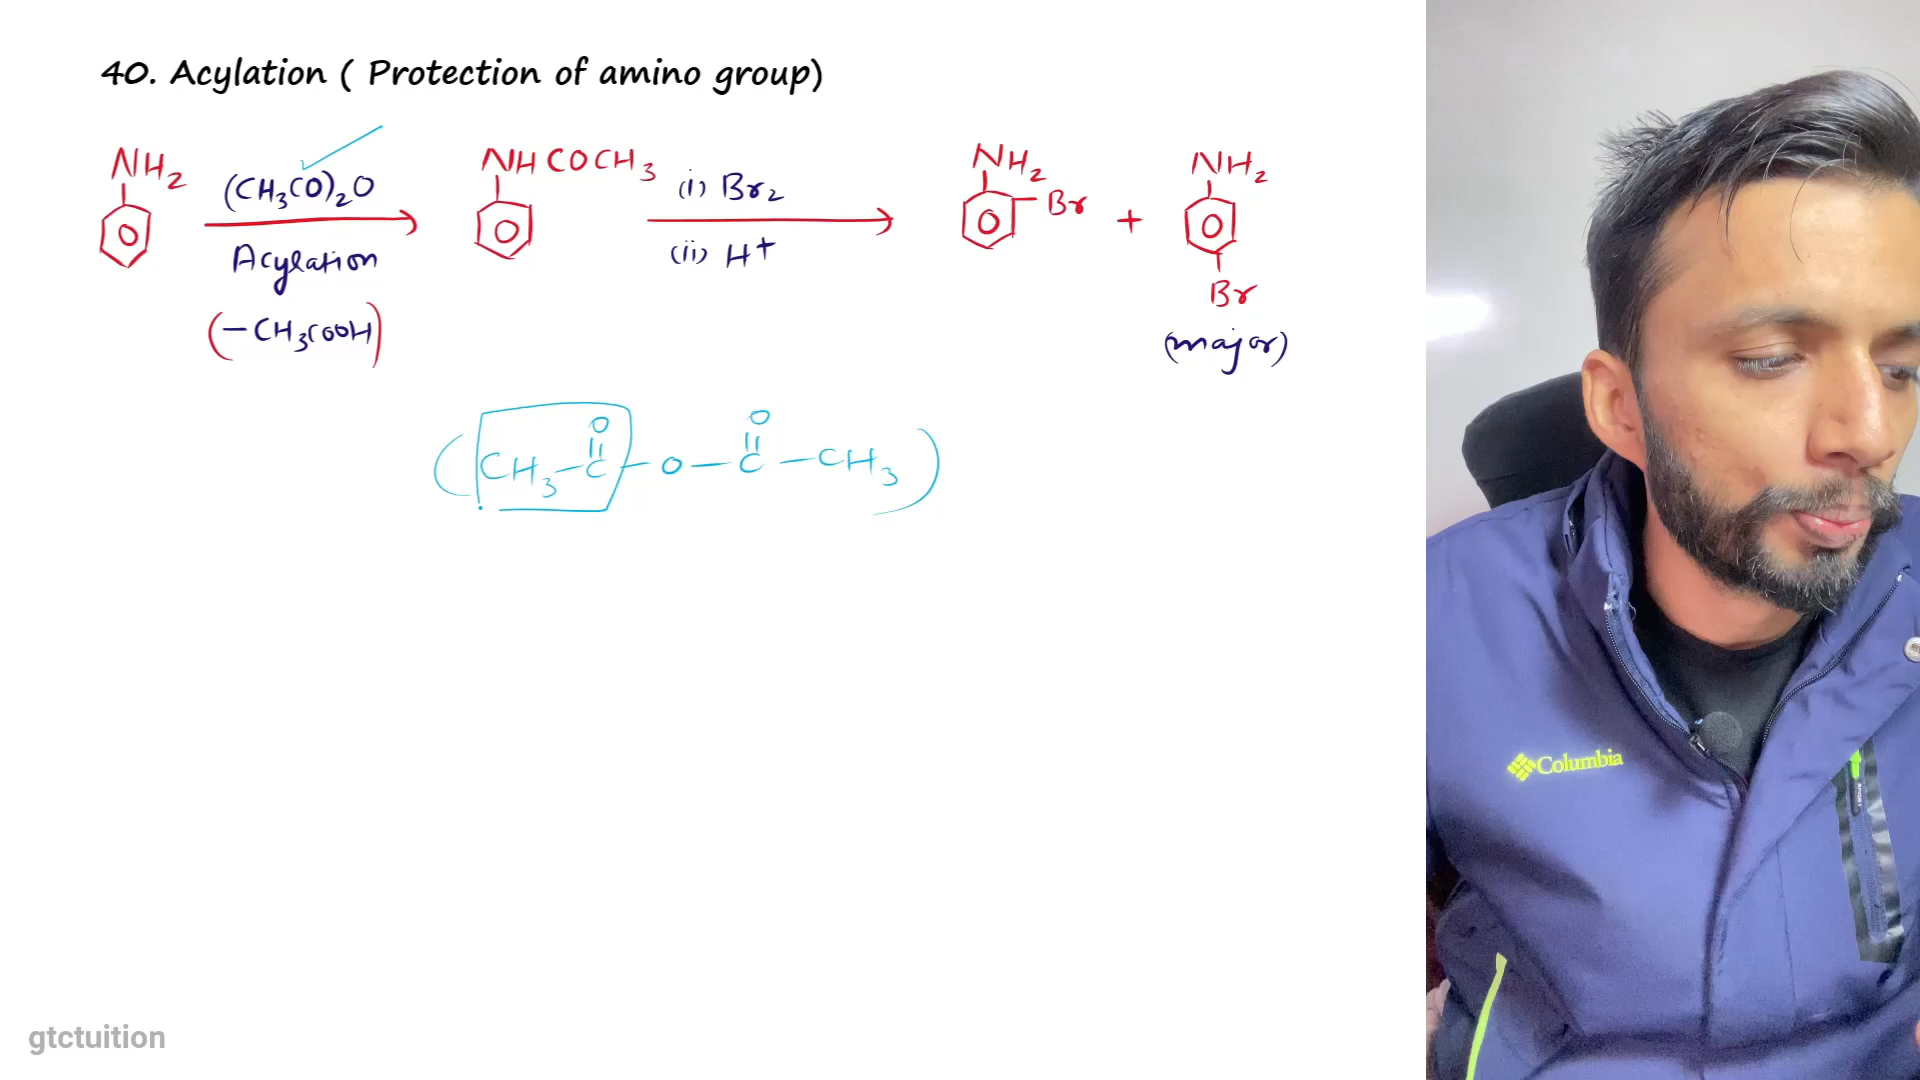 40. Acylation ( Protection of amino group)
NH2 (CH3CO)2O NHCOCH3 (i) Br2 NH2 Br + NH2
Acylation (ii) H+ Br
(-CH3COOH) (major)
O O
(CH3-C-O-C-CH3)
Columbia
gtctuition